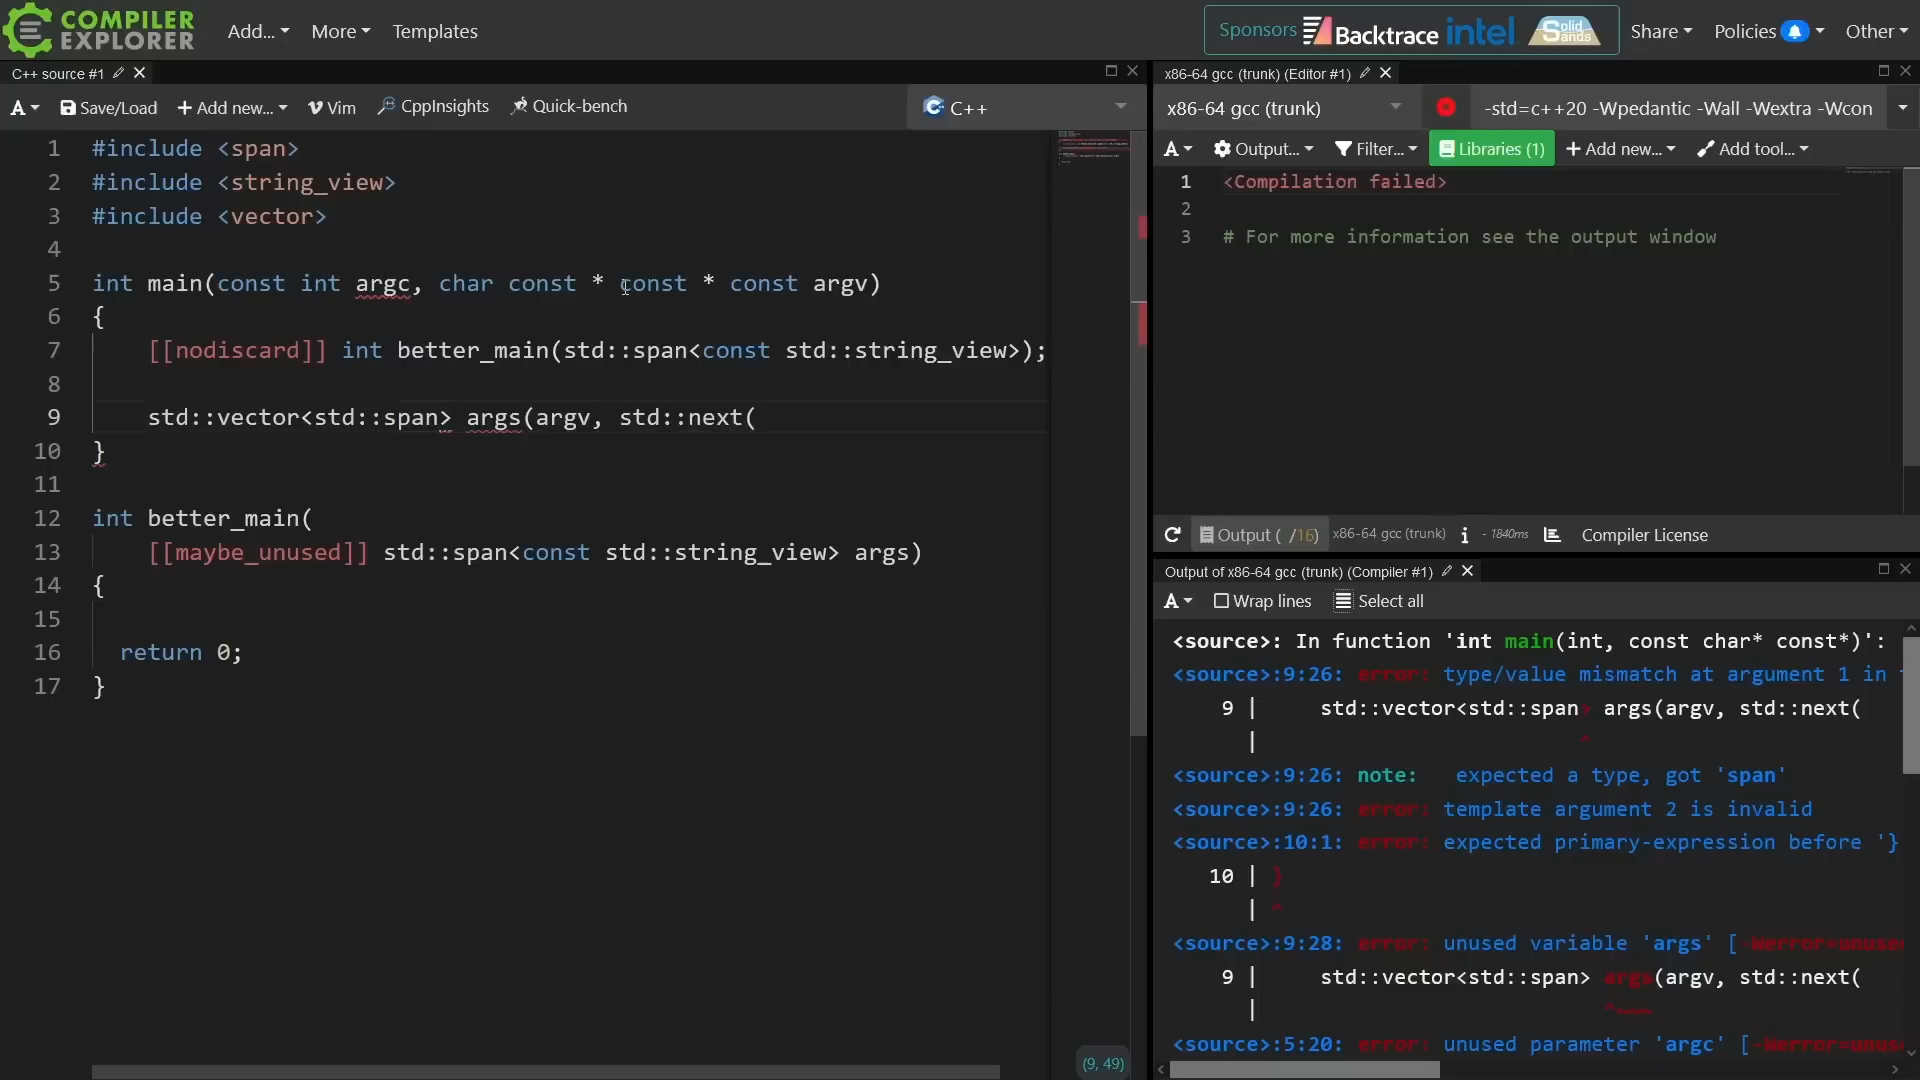 COMPILER EXPLORER Add... More Templates Sponsors Backtrace intel Solid Sands Share Policies Other
C++ source #1
A Save/Load + Add new... Vim CppInsights Quick-bench C++
1 #include <span>
2 #include <string_view>
3 #include <vector>
4
5 int main(const int argc, char const * const * const argv)
6 {
7 [[nodiscard]] int better_main(std::span<const std::string_view>);
8
9 std::vector<std::span> args(argv, std::next(
10 }
11
12 int better_main(
13 [[maybe_unused]] std::span<const std::string_view> args)
14 {
15
16 return 0;
17 }
(9, 49)
x86-64 gcc (trunk) (Editor #1)
x86-64 gcc (trunk) -std=c++20 -Wpedantic -Wall -Wextra -Wcon
A Output... Filter... Libraries (1) + Add new... Add tool...
1 <Compilation failed>
2
3 # For more information see the output window
Output ( /16) x86-64 gcc (trunk) i - 1840ms Compiler License
Output of x86-64 gcc (trunk) (Compiler #1)
A Wrap lines Select all
<source>: In function 'int main(int, const char* const*)':
<source>:9:26: error: type/value mismatch at argument 1 in
9 | std::vector<std::span> args(argv, std::next(
| ^
<source>:9:26: note: expected a type, got 'span'
<source>:9:26: error: template argument 2 is invalid
<source>:10:1: error: expected primary-expression before '}
10 | }
| ^
<source>:9:28: error: unused variable 'args' [-Werror=unuse
9 | std::vector<std::span> args(argv, std::next(
| ^~~~
<source>:5:20: error: unused parameter 'argc' [-Werror=unus